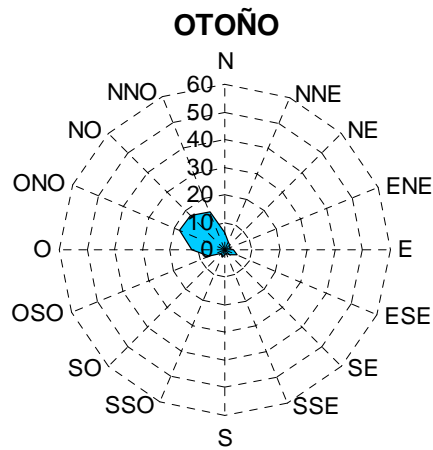 OTOÑO
N
NNO NNE
NO NE
ONO ENE
O E
OSO ESE
SO SE
SSO SSE
S
60
50
40
30
20
10
0